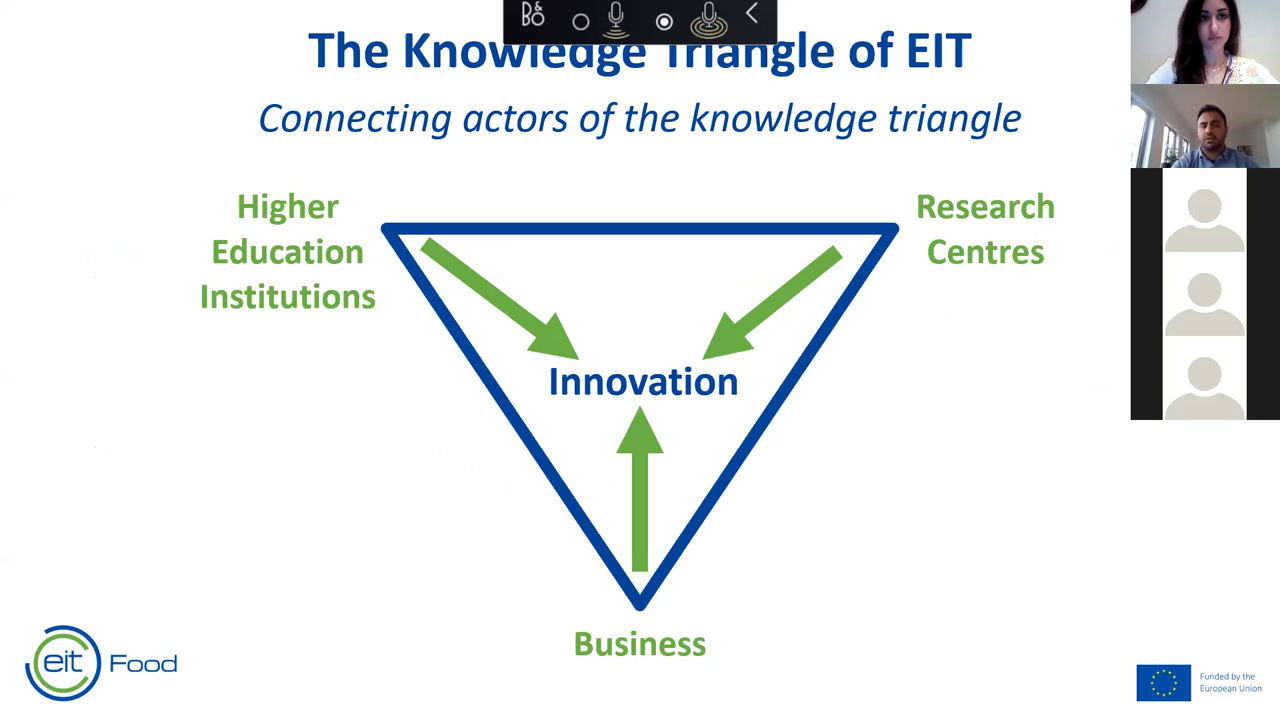 B&O
The Knowledge Triangle of EIT
Connecting actors of the knowledge triangle
Higher
Education
Institutions
Research
Centres
Innovation
Business
eit Food
Funded by the
European Union